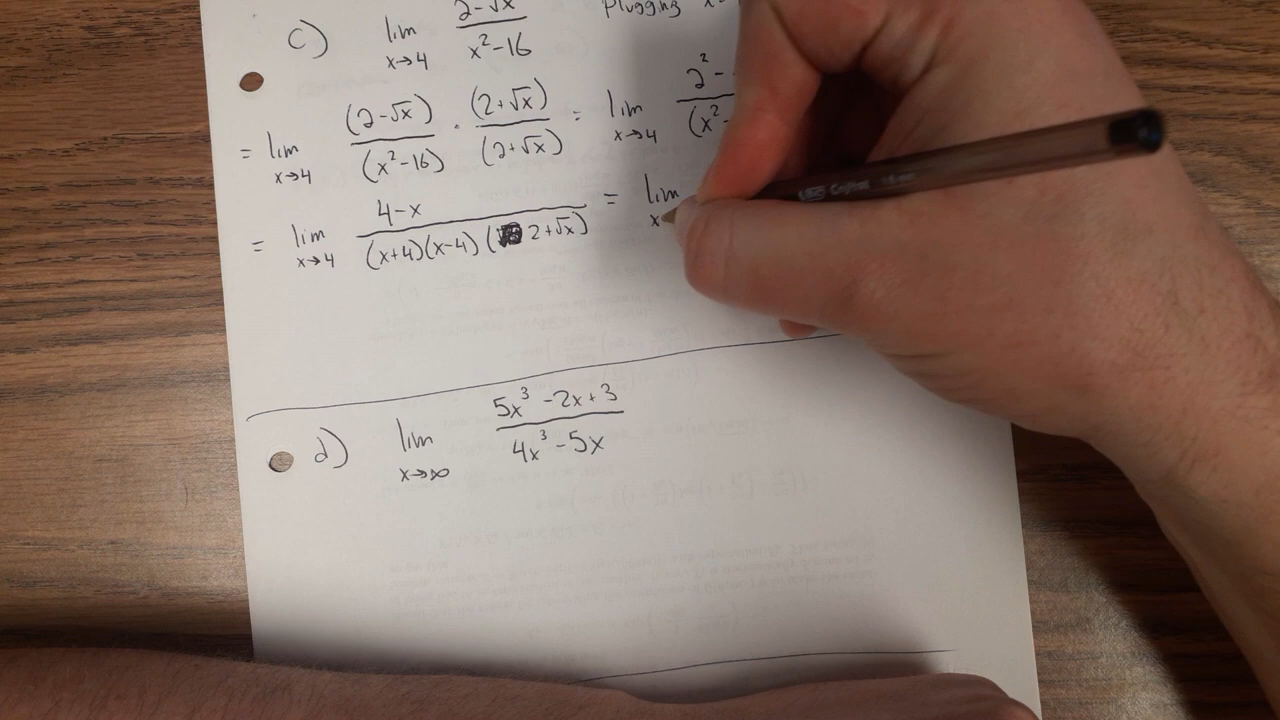 c) lim x→4 (2-√x)/(x²-16) Plugging x
= lim x→4 (2-√x)/(x²-16) · (2+√x)/(2+√x) = lim x→4 2² - / (x² -
= lim x→4 4-x / (x+4)(x-4)(2+√x) = lim x
d) lim x→∞ (5x³-2x+3)/(4x³-5x)